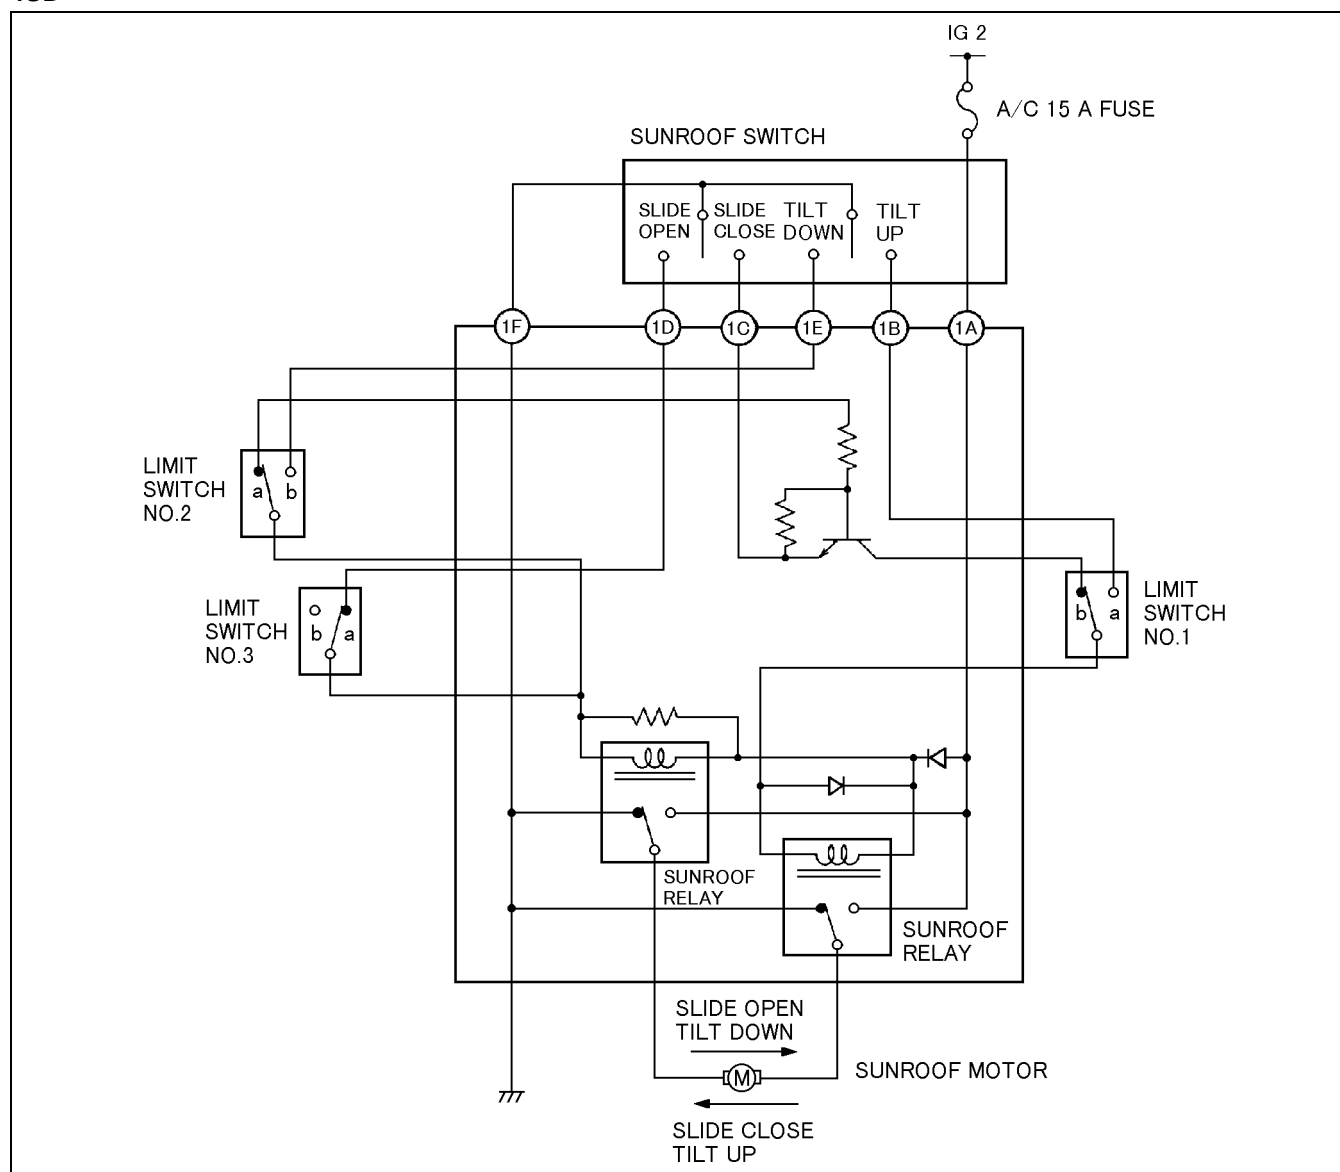 IG 2
A/C 15 A FUSE
SUNROOF SWITCH
SLIDE
OPEN
SLIDE
CLOSE
TILT
DOWN
TILT
UP
1F
1D
1C
1E
1B
1A
LIMIT
SWITCH
NO.2
a
b
LIMIT
SWITCH
NO.3
b
a
LIMIT
SWITCH
NO.1
b
a
SUNROOF
RELAY
SUNROOF
RELAY
SLIDE OPEN
TILT DOWN
M
SUNROOF MOTOR
SLIDE CLOSE
TILT UP